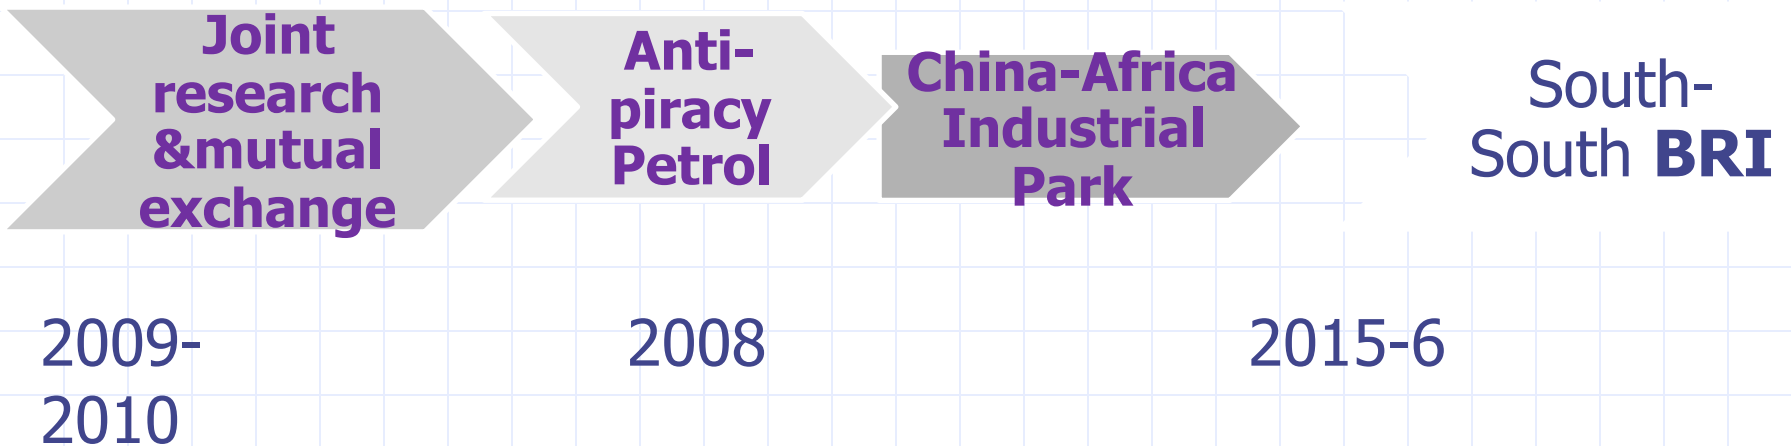 Joint
research
&mutual
exchange
Anti-
piracy
Petrol
China-Africa
Industrial
Park
South-
South BRI
2009-
2010
2008
2015-6